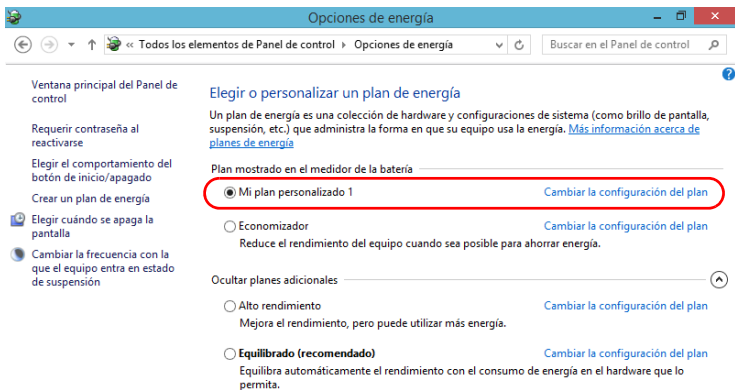 Opciones de energía
« Todos los elementos de Panel de control ▸ Opciones de energía
Buscar en el Panel de control
Ventana principal del Panel de
control
Requerir contraseña al
reactivarse
Elegir el comportamiento del
botón de inicio/apagado
Crear un plan de energía
Elegir cuándo se apaga la
pantalla
Cambiar la frecuencia con la
que el equipo entra en estado
de suspensión
Elegir o personalizar un plan de energía
Un plan de energía es una colección de hardware y configuraciones de sistema (como brillo de pantalla,
suspensión, etc.) que administra la forma en que su equipo usa la energía. Más información acerca de
planes de energía
Plan mostrado en el medidor de la batería
Mi plan personalizado 1 Cambiar la configuración del plan
Economizador Cambiar la configuración del plan
Reduce el rendimiento del equipo cuando sea posible para ahorrar energía.
Ocultar planes adicionales
Alto rendimiento Cambiar la configuración del plan
Mejora el rendimiento, pero puede utilizar más energía.
Equilibrado (recomendado) Cambiar la configuración del plan
Equilibra automáticamente el rendimiento con el consumo de energía en el hardware que lo
permita.